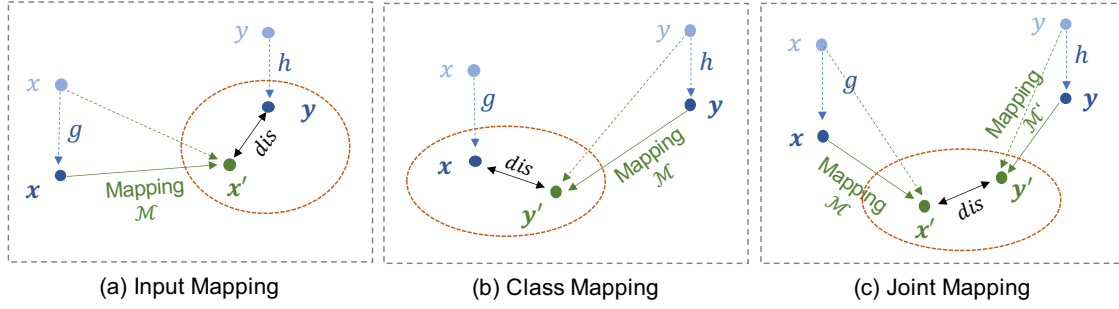 x
y
g
h
x
y
dis
x'
Mapping
M
(a) Input Mapping
x
y
g
h
x
y
dis
y'
Mapping
M
(b) Class Mapping
x
y
g
h
x
y
Mapping
M
Mapping
M'
x'
dis
y'
(c) Joint Mapping